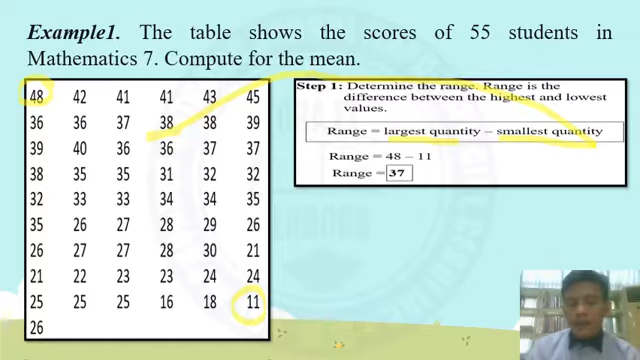 Example1. The table shows the scores of 55 students in
Mathematics 7. Compute for the mean.
48 42 41 41 43 45
36 36 37 38 38 39
39 40 36 36 37 37
38 35 35 31 32 32
32 33 33 34 34 35
35 26 27 28 29 26
26 27 27 28 30 21
21 22 23 23 24 24
25 25 25 16 18 11
26
Step 1: Determine the range. Range is the
difference between the highest and lowest
values.
Range = largest quantity – smallest quantity
Range = 48 – 11
Range = 37